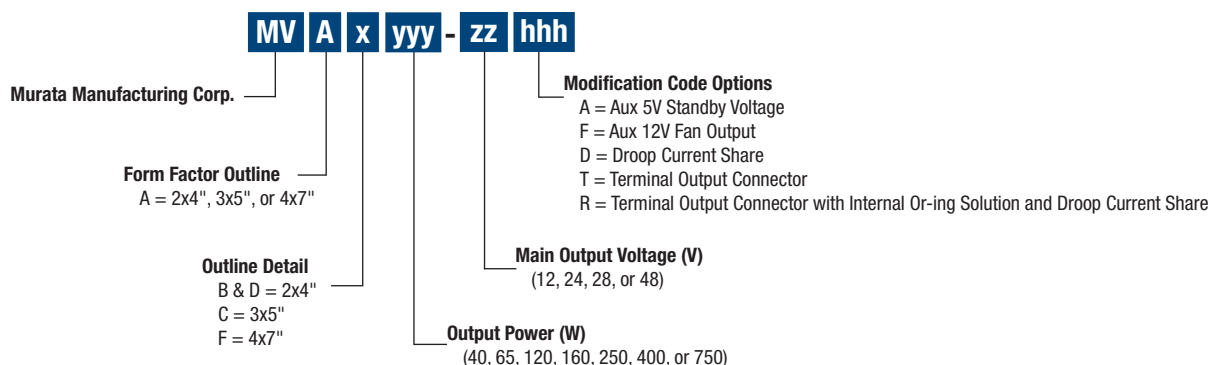 MV A x yyy - zz hhh
Murata Manufacturing Corp.
Modification Code Options
A = Aux 5V Standby Voltage
F = Aux 12V Fan Output
D = Droop Current Share
T = Terminal Output Connector
R = Terminal Output Connector with Internal Or-ing Solution and Droop Current Share
Form Factor Outline
A = 2x4", 3x5", or 4x7"
Main Output Voltage (V)
(12, 24, 28, or 48)
Outline Detail
B & D = 2x4"
C = 3x5"
F = 4x7"
Output Power (W)
(40, 65, 120, 160, 250, 400, or 750)